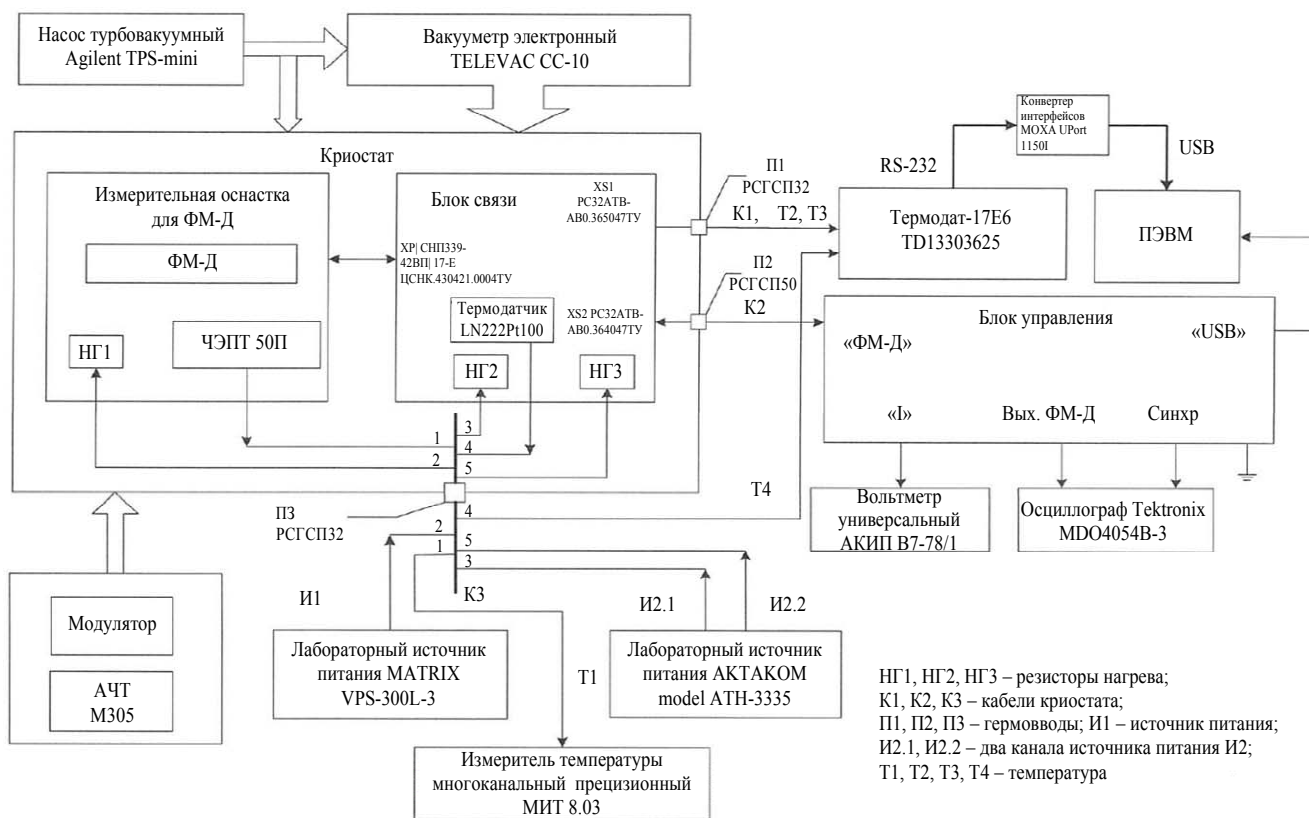 Насос турбовакуумный
Agilent TPS-mini
Вакууметр электронный
TELEVAC CC-10
Криостат
Измерительная оснастка
для ФМ-Д
ФМ-Д
НГ1
ЧЭПТ 50П
Блок связи
XS1
РС32АТВ-
АВ0.365047ТУ
ХР| СНП339-
42ВП| 17-Е
ЦСНК.430421.0004ТУ
Термодатчик
LN222Pt100
XS2 РС32АТВ-
АВ0.364047ТУ
НГ2
НГ3
1
2
3
4
5
П1
РСГСП32
К1, Т2, Т3
П2
РСГСП50
К2
RS-232
Конвертер
интерфейсов
MOXA UPort
1150I
USB
Термодат-17Е6
TD13303625
ПЭВМ
Блок управления
«ФМ-Д»
«USB»
«I»
Вых. ФМ-Д
Синхр
Вольтметр
универсальный
АКИП В7-78/1
Осциллограф Tektronix
MDO4054B-3
Т4
П3
РСГСП32
4
2
5
1
3
К3
И1
И2.1
И2.2
Модулятор
АЧТ
М305
Лабораторный источник
питания MATRIX
VPS-300L-3
Т1
Лабораторный источник
питания АКТАКОМ
model ATH-3335
Измеритель температуры
многоканальный прецизионный
МИТ 8.03
НГ1, НГ2, НГ3 – резисторы нагрева;
К1, К2, К3 – кабели криостата;
П1, П2, П3 – гермовводы; И1 – источник питания;
И2.1, И2.2 – два канала источника питания И2;
Т1, Т2, Т3, Т4 – температура